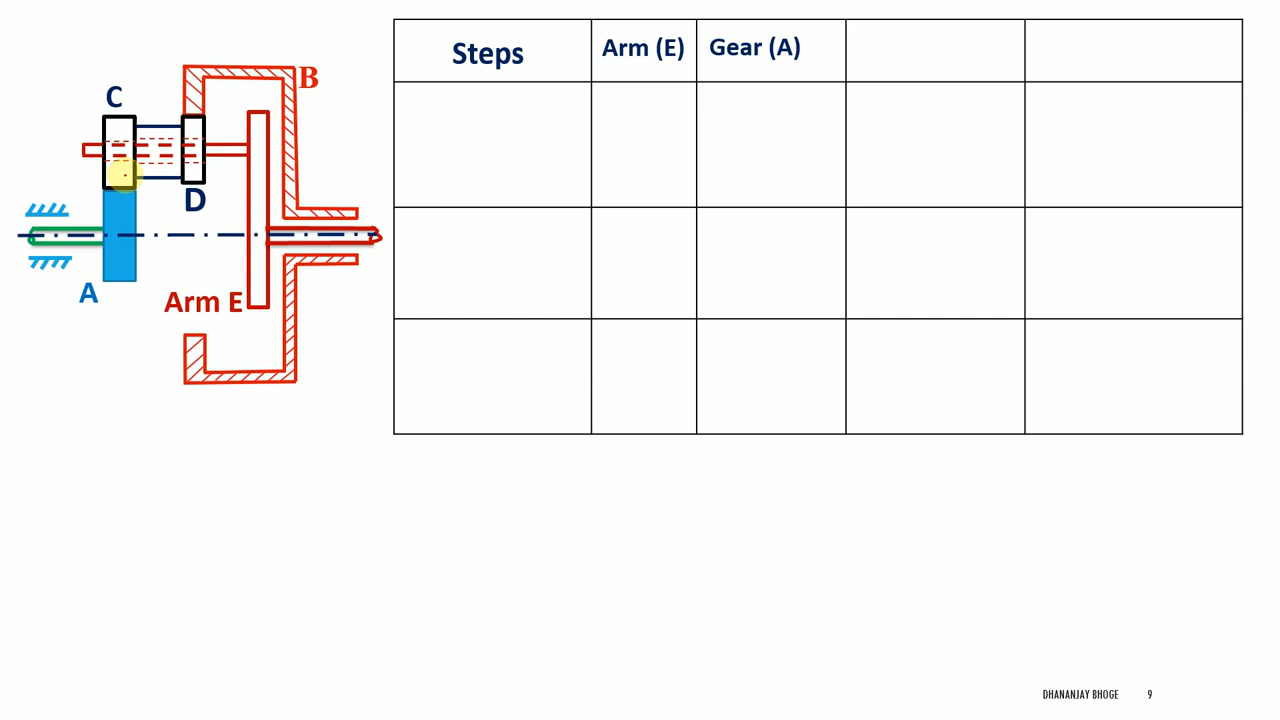 Steps
Arm (E)
Gear (A)
B
C
D
A
Arm E
DHANANJAY BHOGE 9